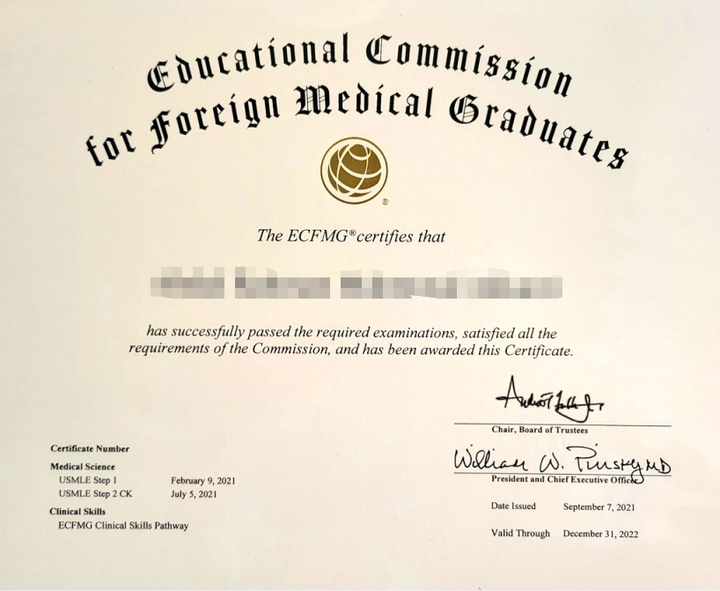 Educational Commission
for Foreign Medical Graduates
®
The ECFMG® certifies that
has successfully passed the required examinations, satisfied all the
requirements of the Commission, and has been awarded this Certificate.
Chair, Board of Trustees
William W. Pinsky MD
President and Chief Executive Officer
Certificate Number
Medical Science
USMLE Step 1 February 9, 2021
USMLE Step 2 CK July 5, 2021
Clinical Skills
ECFMG Clinical Skills Pathway
Date Issued September 7, 2021
Valid Through December 31, 2022